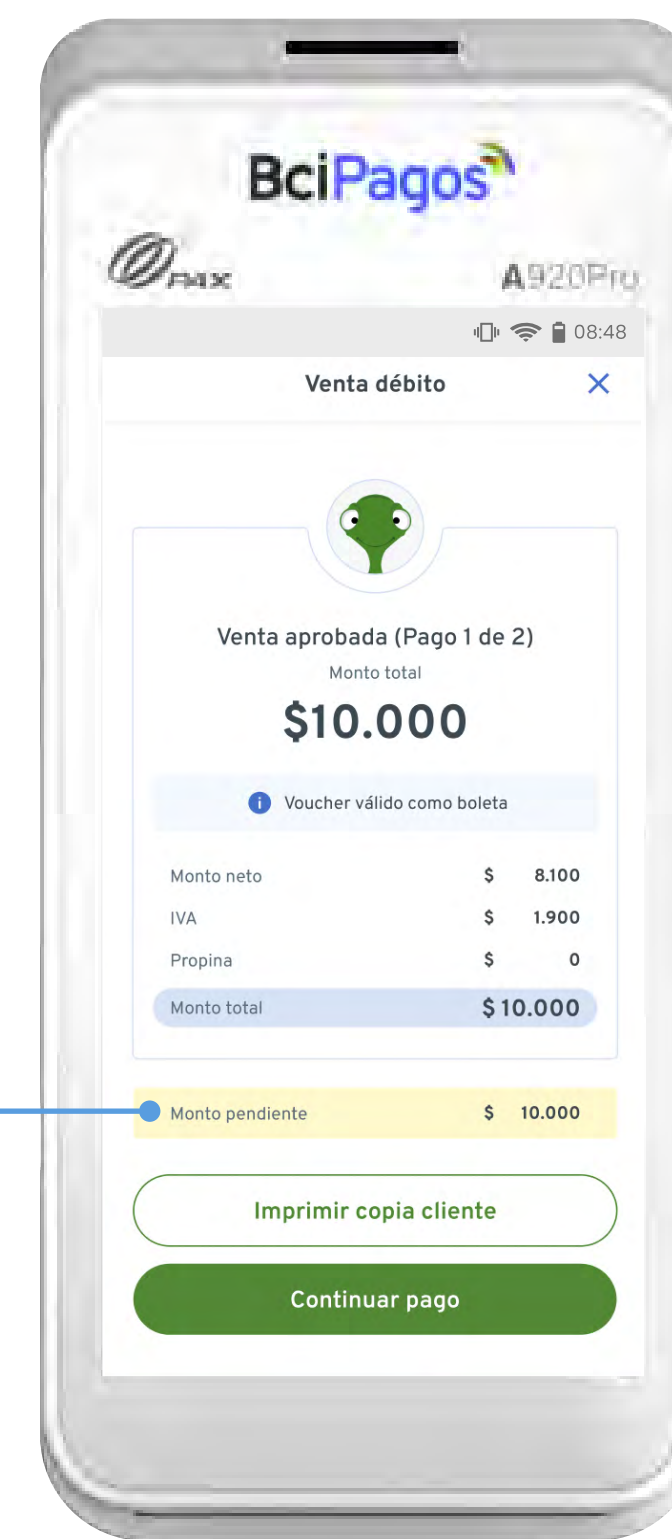 BciPagos
PAX
A920Pro
08:48
Venta débito
Venta aprobada (Pago 1 de 2)
Monto total
$10.000
Voucher válido como boleta
Monto neto $ 8.100
IVA $ 1.900
Propina $ 0
Monto total $10.000
Monto pendiente $ 10.000
Imprimir copia cliente
Continuar pago